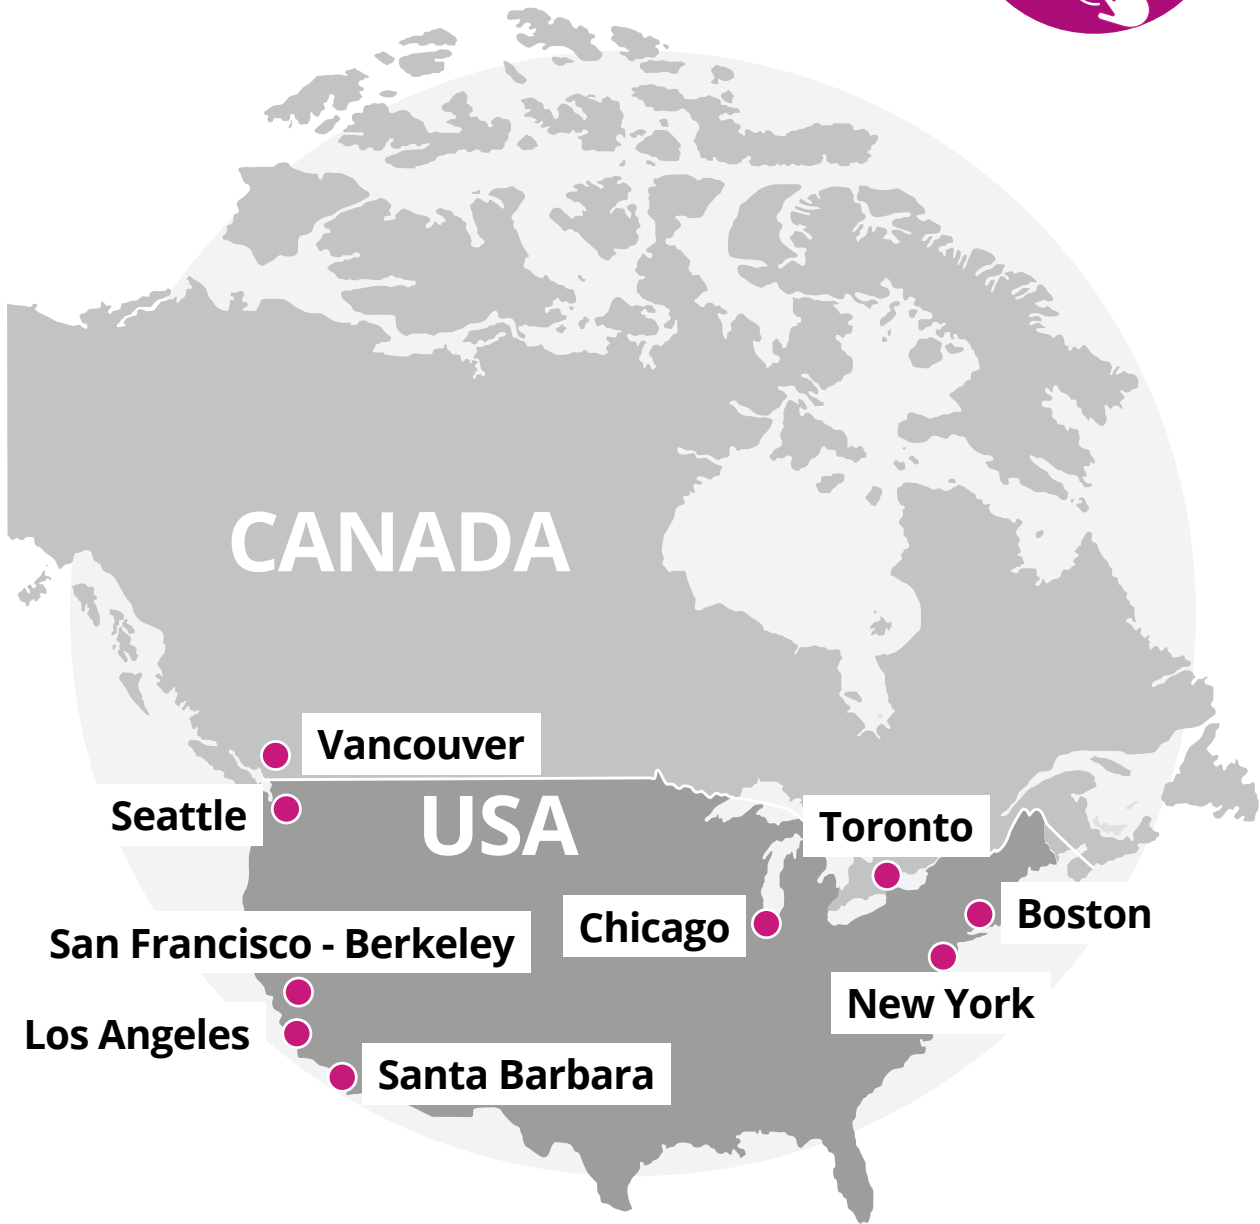 CANADA
Vancouver
Seattle
USA
Toronto
Chicago
Boston
San Francisco - Berkeley
New York
Los Angeles
Santa Barbara